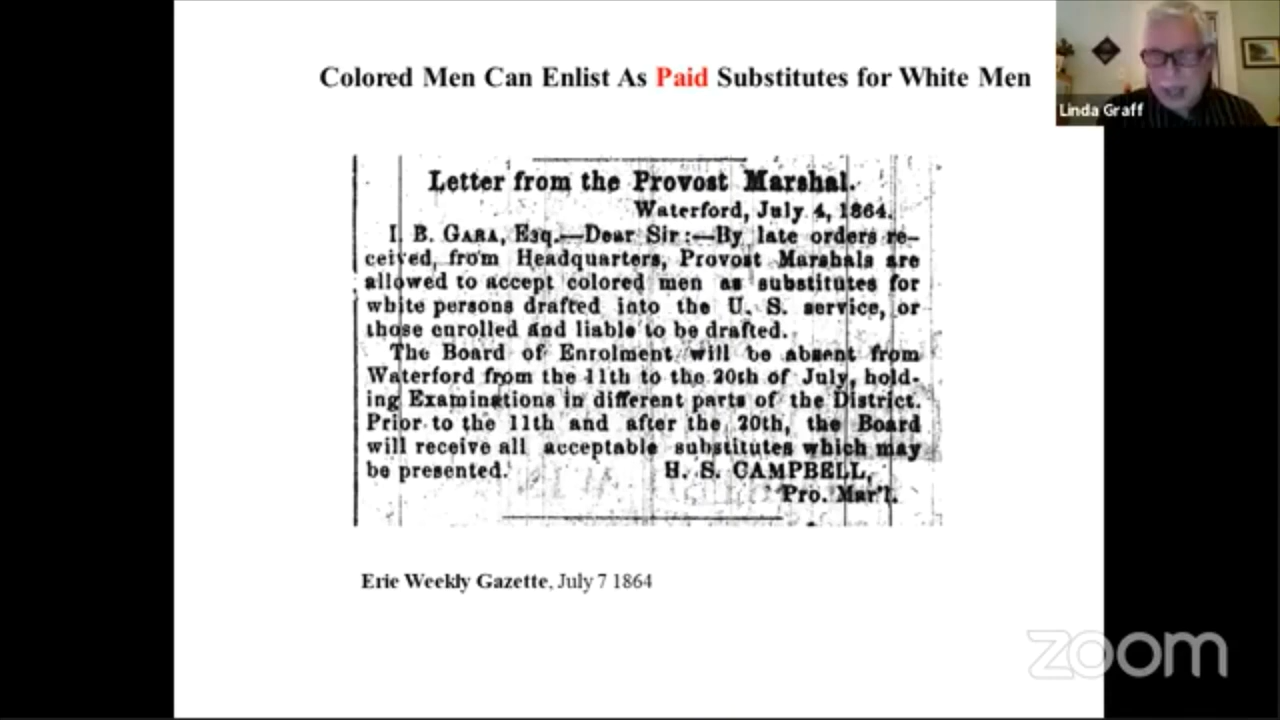 Colored Men Can Enlist As Paid Substitutes for White Men
Linda Graff
Letter from the Provost Marshal.
Waterford, July 4, 1864.
I. B. GARA, Esq.—Dear Sir:—By late orders re-
ceived, from Headquarters, Provost Marshals are
allowed to accept colored men as substitutes for
white persons drafted into the U. S. service, or
those enrolled and liable to be drafted.
The Board of Enrolment will be absent from
Waterford from the 11th to the 20th of July, hold-
ing Examinations in different parts of the District.
Prior to the 11th and after the 20th, the Board
will receive all acceptable substitutes which may
be presented. H. S. CAMPBELL,
Pro. Mar'l.
Erie Weekly Gazette, July 7 1864
zoom